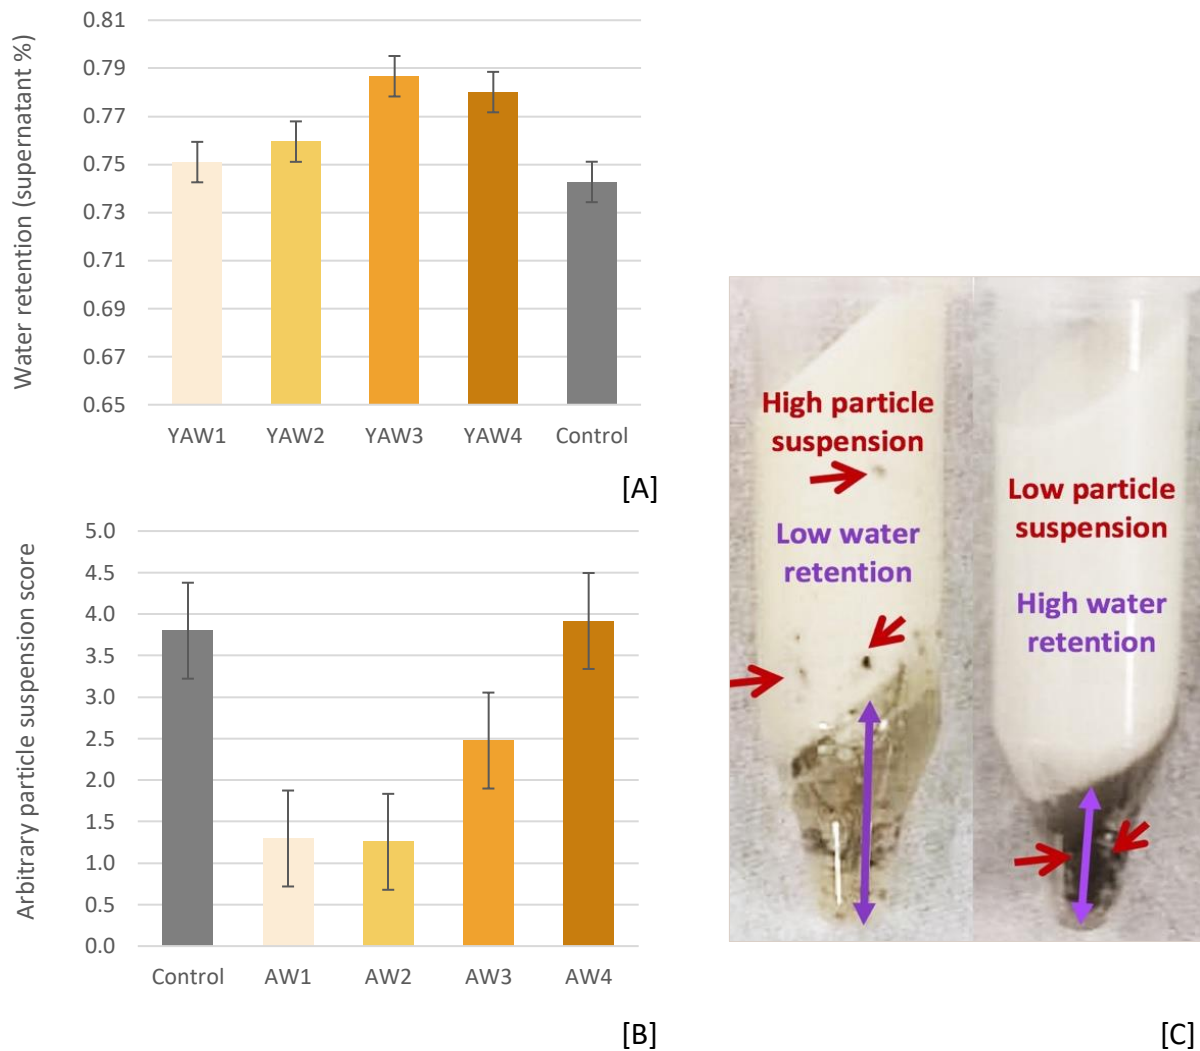 Water retention (supernatant %)
0.81
0.79
0.77
0.75
0.73
0.71
0.69
0.67
0.65
YAW1 YAW2 YAW3 YAW4 Control
[A]
Arbitrary particle suspension score
5.0
4.5
4.0
3.5
3.0
2.5
2.0
1.5
1.0
0.5
0.0
Control AW1 AW2 AW3 AW4
[B]
High particle
suspension
Low water
retention
Low particle
suspension
High water
retention
[C]